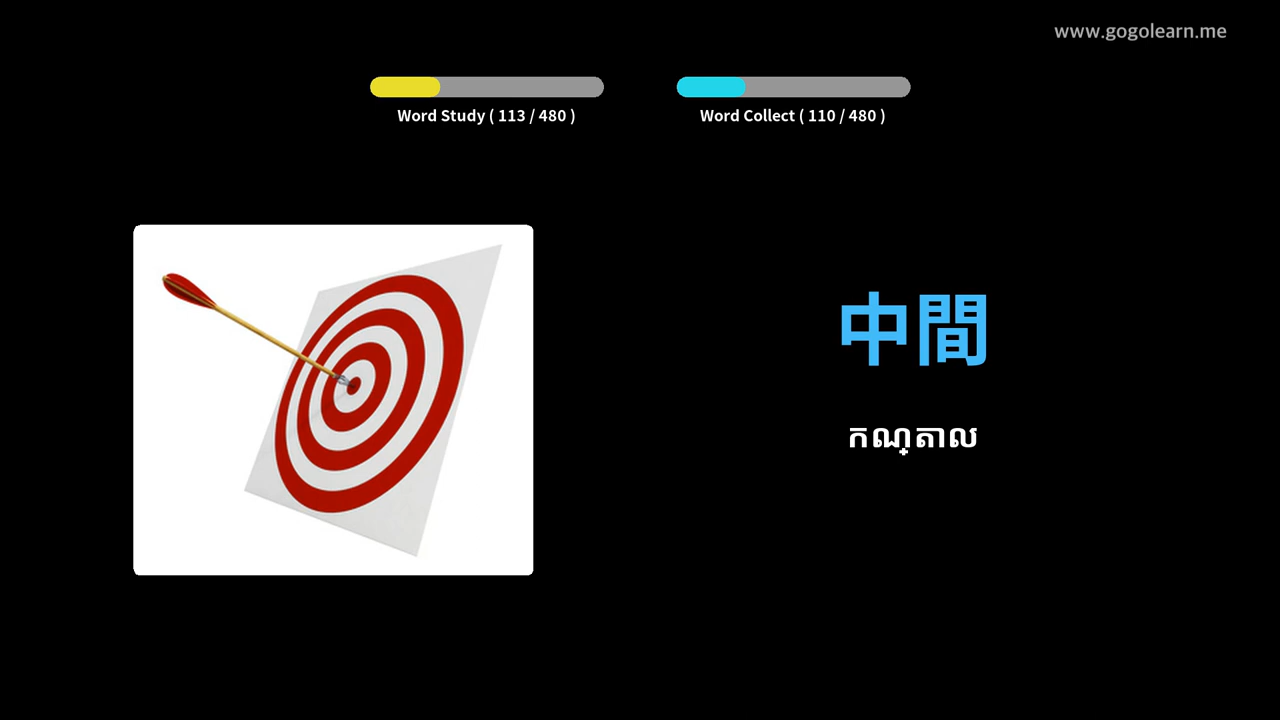 www.gogolearn.me
Word Study ( 113 / 480 )
Word Collect ( 110 / 480 )
中間
កណ្តាល